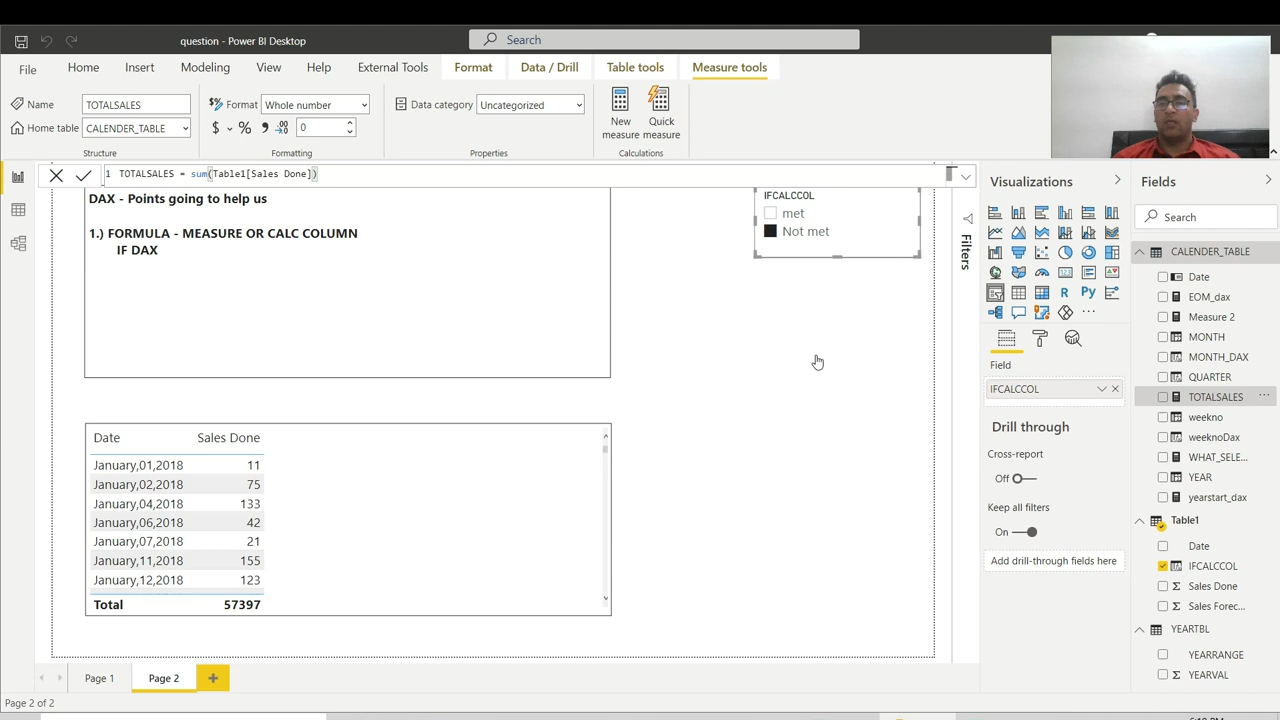 question - Power BI Desktop
Search
File
Home
Insert
Modeling
View
Help
External Tools
Format
Data / Drill
Table tools
Measure tools
Name
TOTALSALES
Home table
CALENDER_TABLE
Structure
Format
Whole number
$ % 9 .00
0
Formatting
Data category
Uncategorized
Properties
New measure
Quick measure
Calculations
1 TOTALSALES = sum(Table1[Sales Done])
DAX - Points going to help us
1.) FORMULA - MEASURE OR CALC COLUMN
IF DAX
IFCALCCOL
met
Not met
Date Sales Done
January,01,2018 11
January,02,2018 75
January,04,2018 133
January,06,2018 42
January,07,2018 21
January,11,2018 155
January,12,2018 123
Total 57397
Filters
Visualizations
R
Py
Field
IFCALCCOL
Drill through
Cross-report
Off
Keep all filters
On
Add drill-through fields here
Fields
Search
CALENDER_TABLE
Date
EOM_dax
Measure 2
MONTH
MONTH_DAX
QUARTER
TOTALSALES
weekno
weeknoDax
WHAT_SELE...
YEAR
yearstart_dax
Table1
Date
IFCALCCOL
Sales Done
Sales Forec...
YEARTBL
YEARRANGE
YEARVAL
Page 1
Page 2
Page 2 of 2